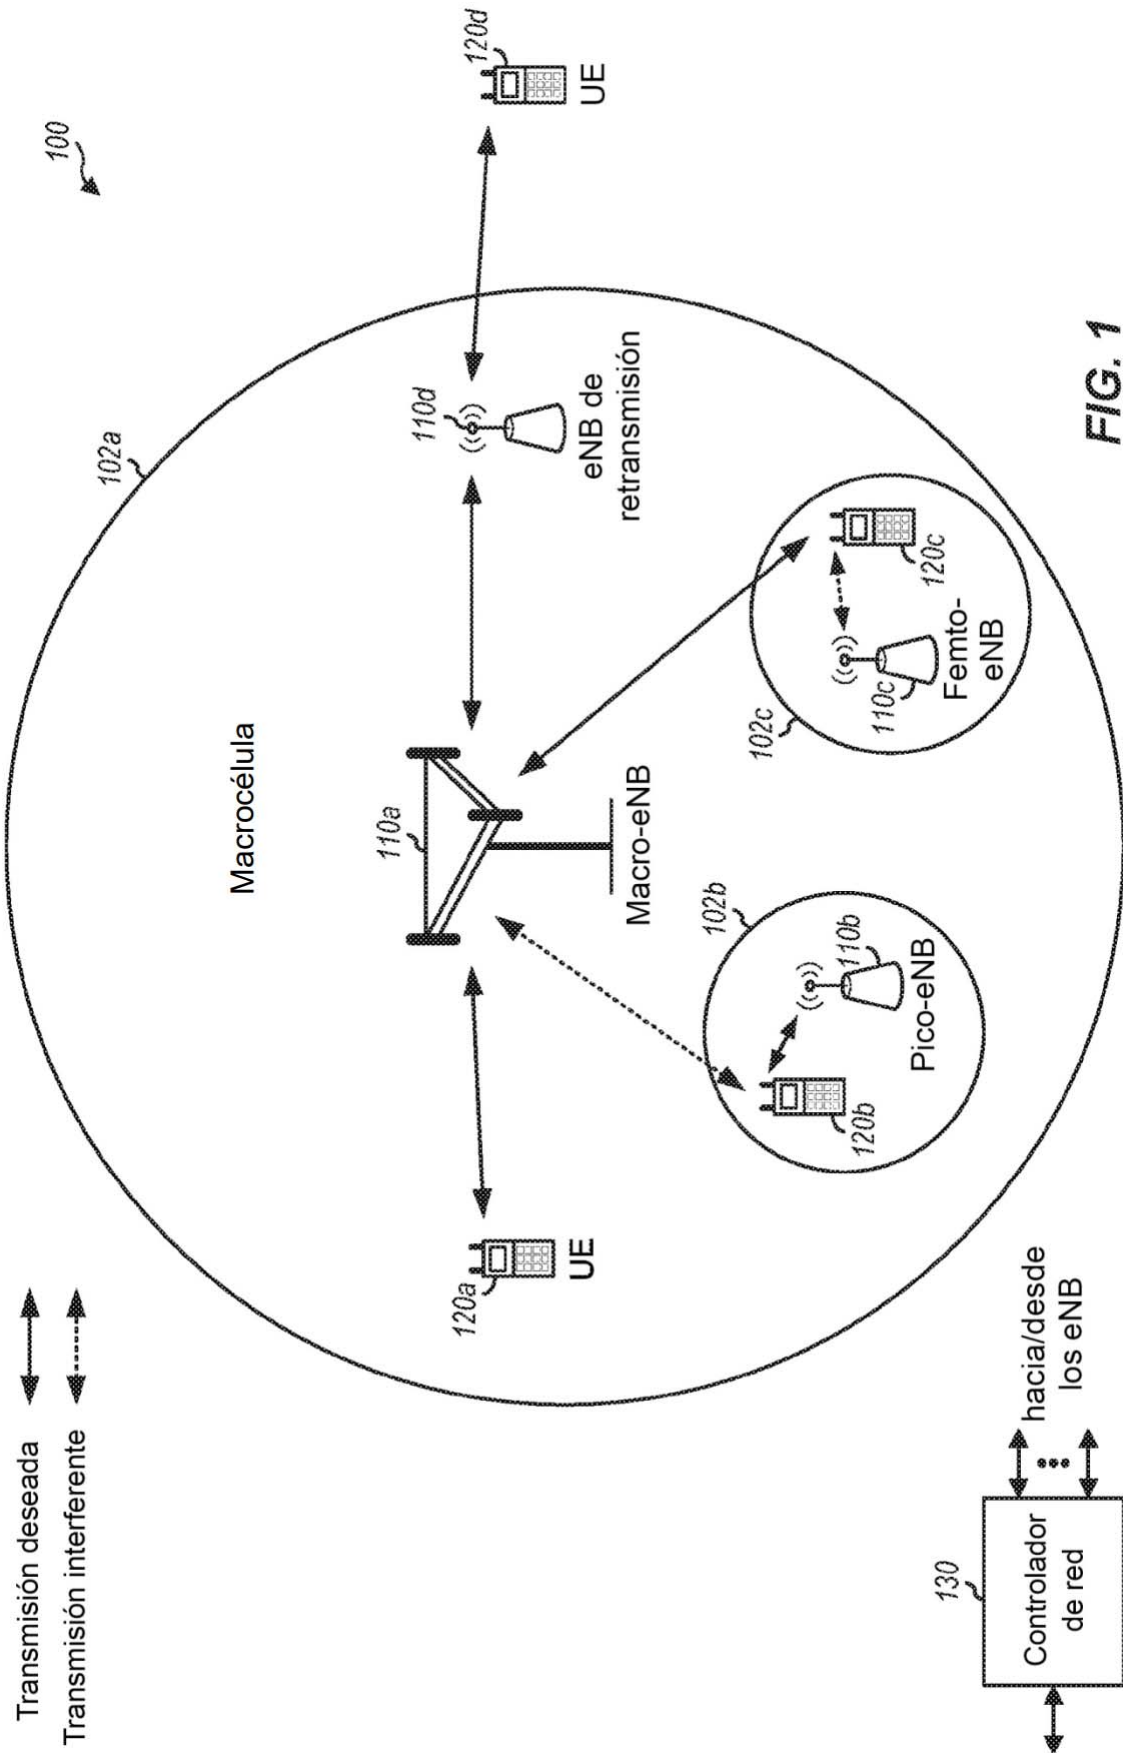 Transmisión deseada
Transmisión interferente
100
102a
Macrocélula
110a
Macro-eNB
120a
UE
110d
eNB de
retransmisión
120d
UE
102b
120b
110b
Pico-eNB
102c
110c
Femto-
eNB
120c
130
Controlador
de red
hacia/desde
los eNB
FIG. 1